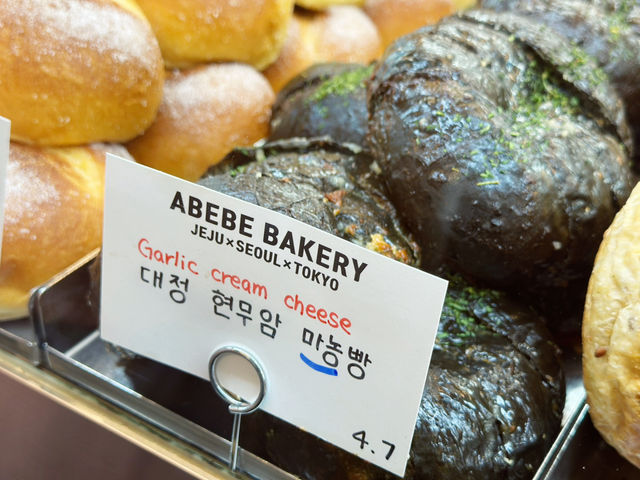 ABEBE BAKERY
JEJU×SEOUL×TOKYO
Garlic cream cheese
대정 현무암 마농빵
4.7